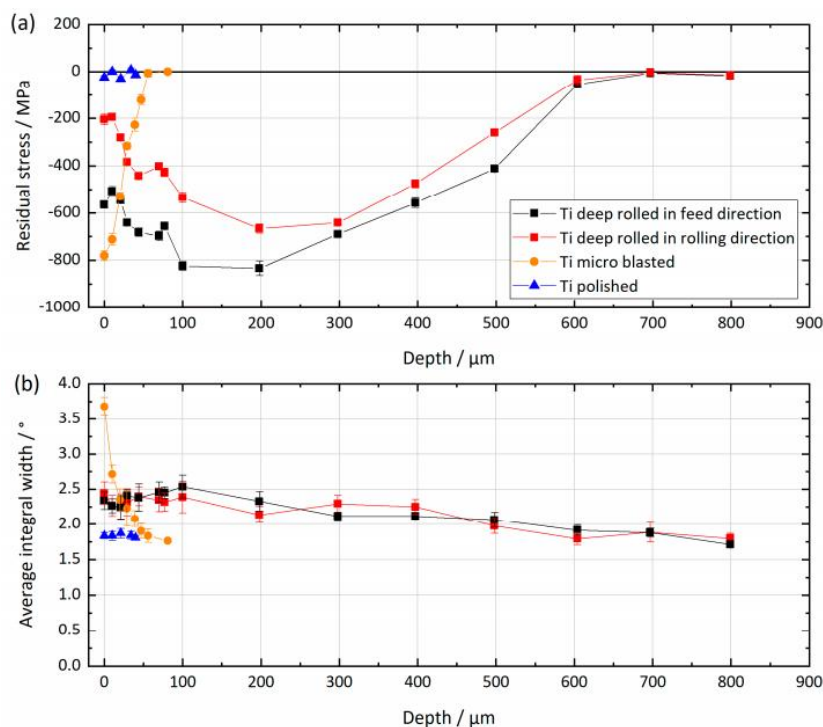 (a)
200
0
-200
-400
-600
-800
-1000
Residual stress / MPa
Ti deep rolled in feed direction
Ti deep rolled in rolling direction
Ti micro blasted
Ti polished
0 100 200 300 400 500 600 700 800 900
Depth / µm
(b)
4.0
3.5
3.0
2.5
2.0
1.5
1.0
0.5
0.0
Average integral width / °
0 100 200 300 400 500 600 700 800 900
Depth / µm